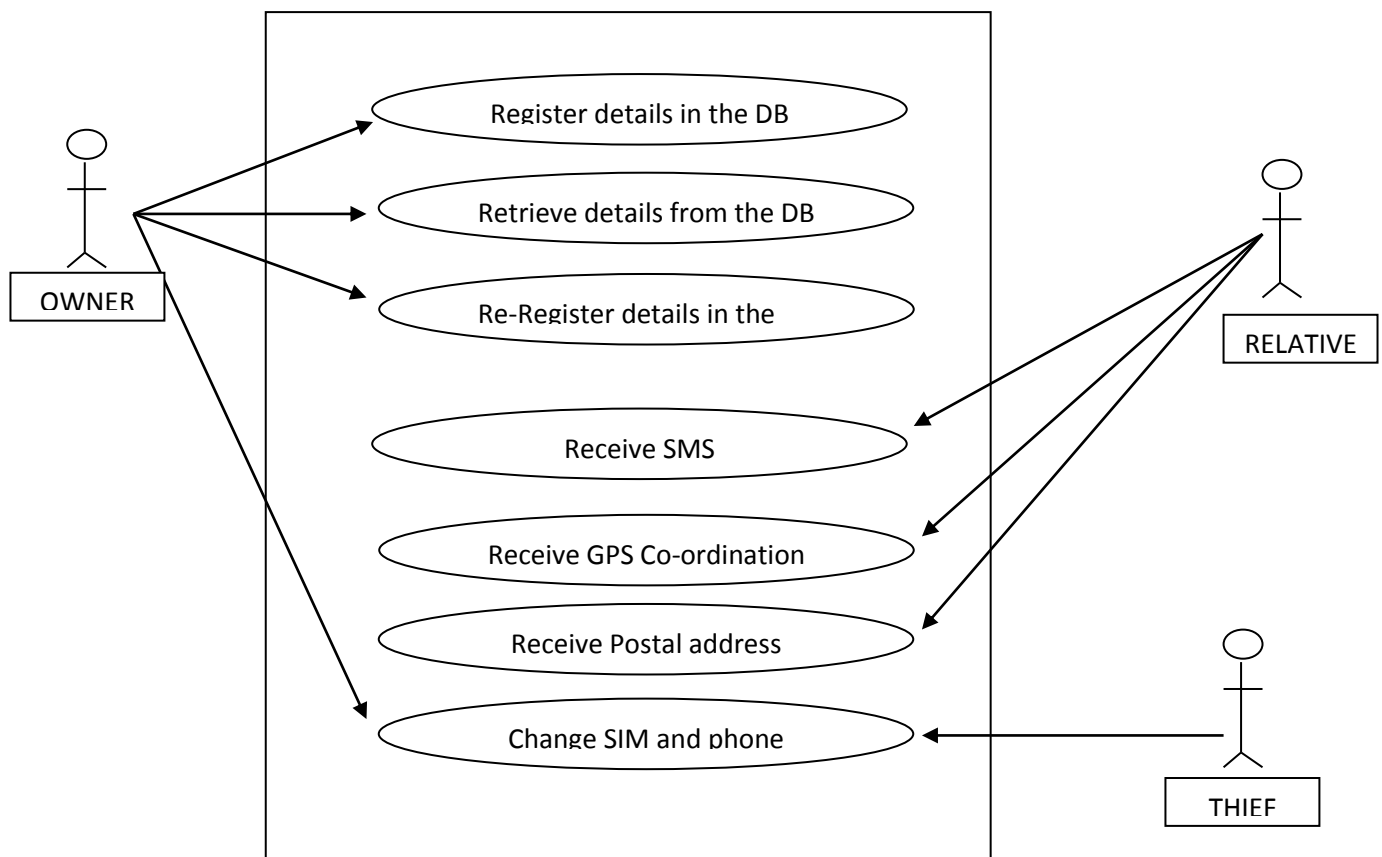 Register details in the DB
Retrieve details from the DB
OWNER
Re-Register details in the
RELATIVE
Receive SMS
Receive GPS Co-ordination
Receive Postal address
Change SIM and phone
THIEF